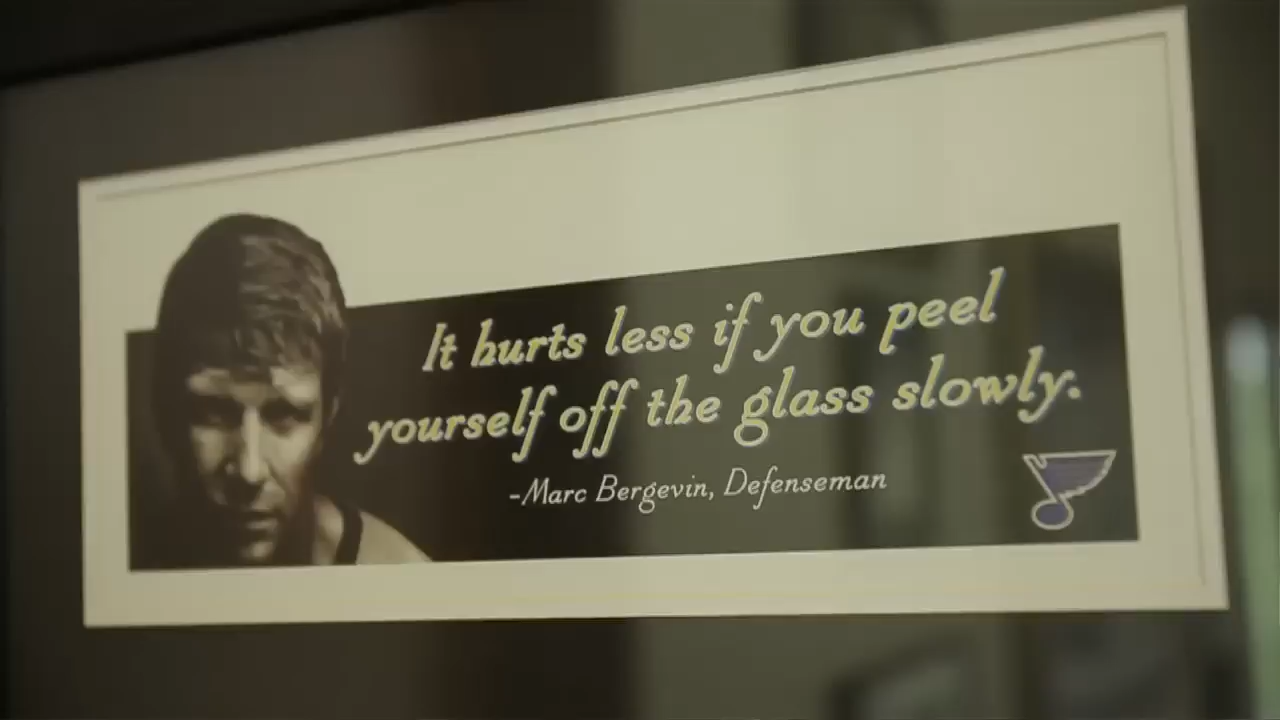 It hurts less if you peel
yourself off the glass slowly.
-Marc Bergevin, Defenseman